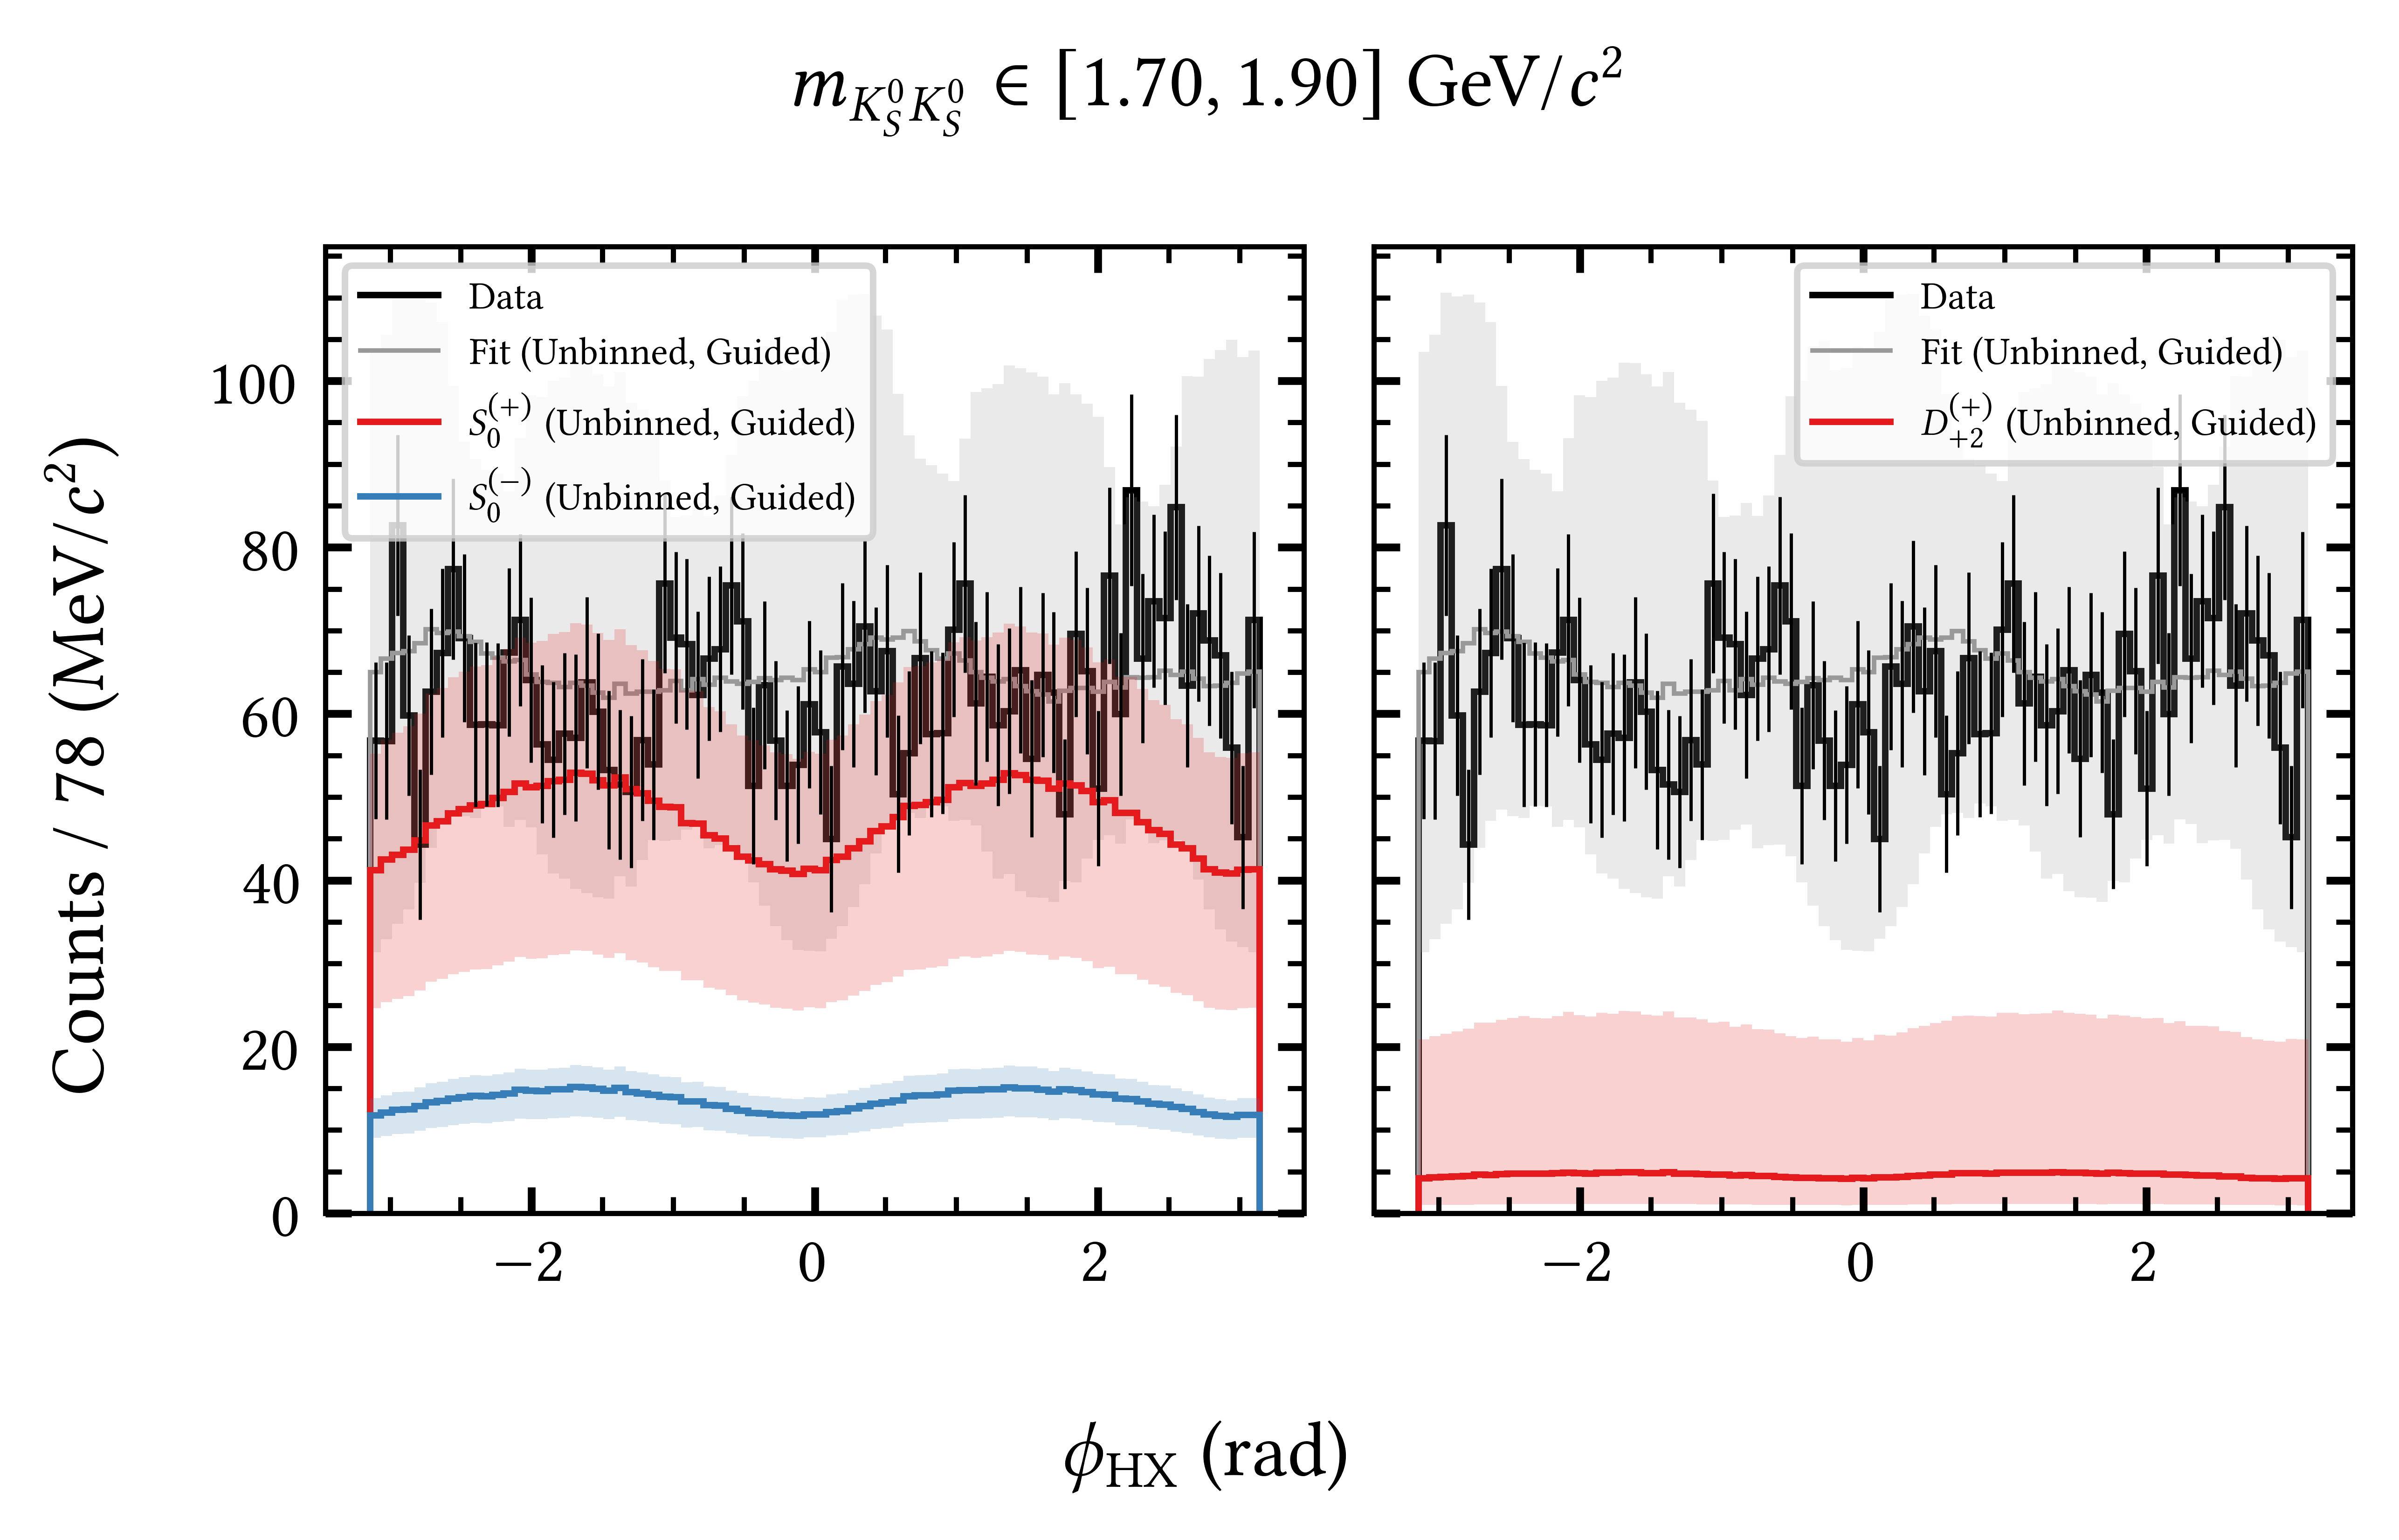 m_{K_S^0 K_S^0} ∈ [1.70, 1.90] GeV/c²
Counts / 78 (MeV/c²)
100
80
60
40
20
0
Data
Fit (Unbinned, Guided)
S_0^{(+)} (Unbinned, Guided)
S_0^{(−)} (Unbinned, Guided)
−2 0 2
Data
Fit (Unbinned, Guided)
D_{+2}^{(+)} (Unbinned, Guided)
−2 0 2
ϕ_{HX} (rad)